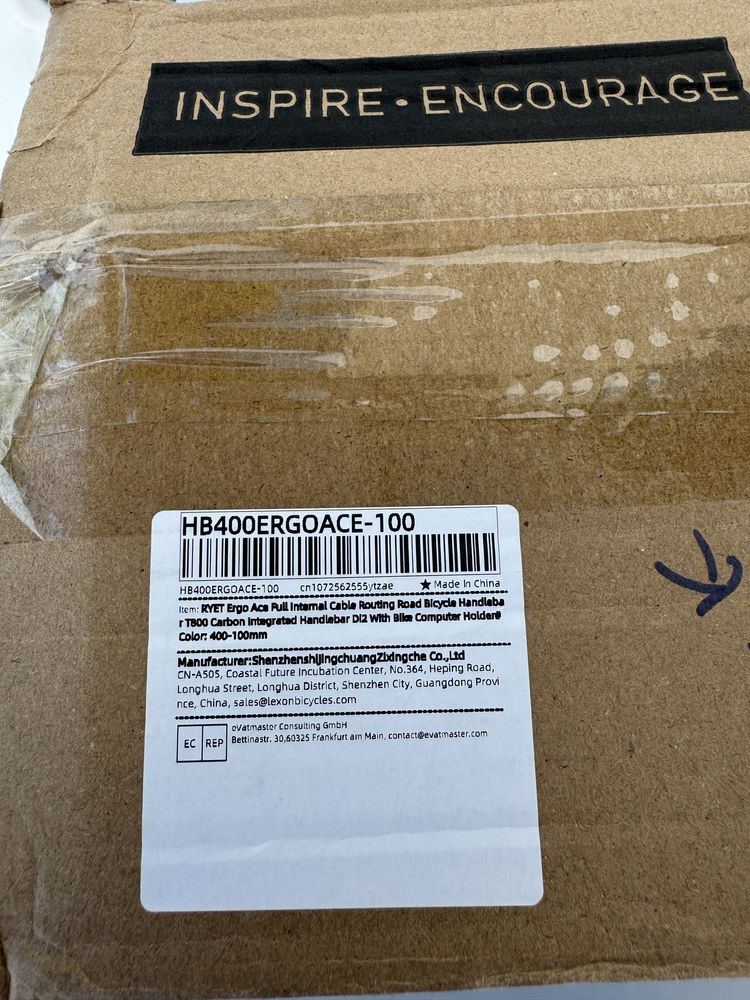 INSPIRE • ENCOURAGE
HB400ERGOACE-100
HB400ERGOACE-100 cn1072562555ytzae ★ Made In China
Item: RYET Ergo Ace Full Internal Cable Routing Road Bicycle Handleba
r T800 Carbon Integrated Handlebar Di2 With Bike Computer Holder#
Color: 400-100mm
Manufacturer:ShenzhenshijingchuangZixingche Co.,Ltd
CN-A505, Coastal Future Incubation Center, No.364, Heping Road,
Longhua Street, Longhua District, Shenzhen City, Guangdong Provi
nce, China, sales@lexonbicycles.com
EC REP
eVatmaster Consulting GmbH
Bettinastr. 30,60325 Frankfurt am Main, contact@evatmaster.com